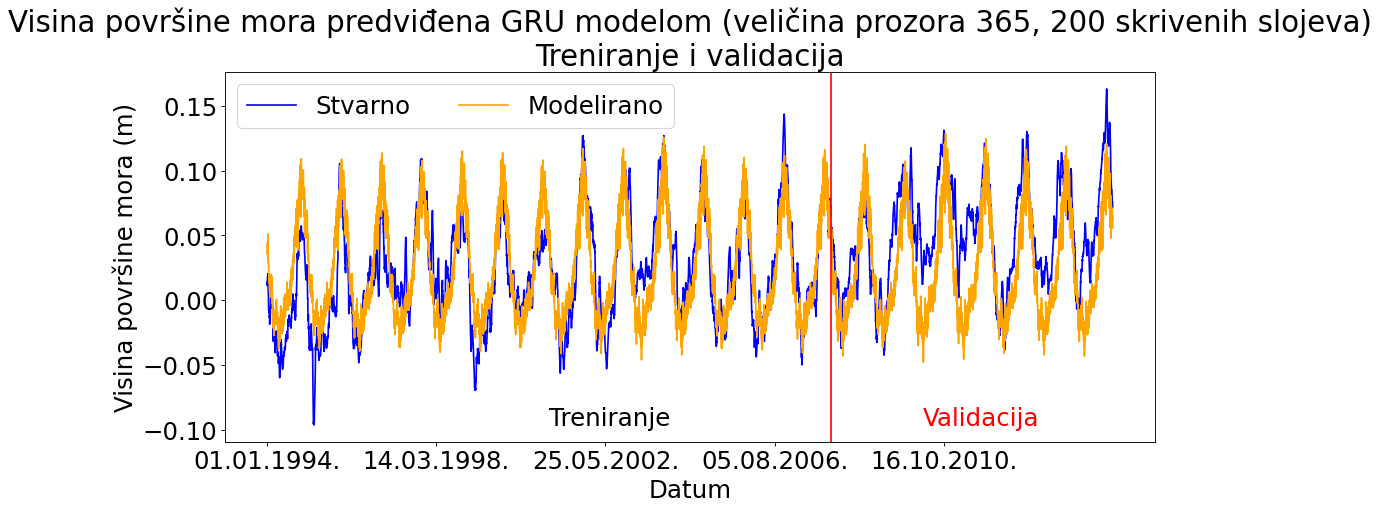 Visina površine mora predviđena GRU modelom (veličina prozora 365, 200 skrivenih slojeva)
Treniranje i validacija
Stvarno Modelirano
Visina površine mora (m)
0.15
0.10
0.05
0.00
−0.05
−0.10
Treniranje Validacija
01.01.1994. 14.03.1998. 25.05.2002. 05.08.2006. 16.10.2010.
Datum